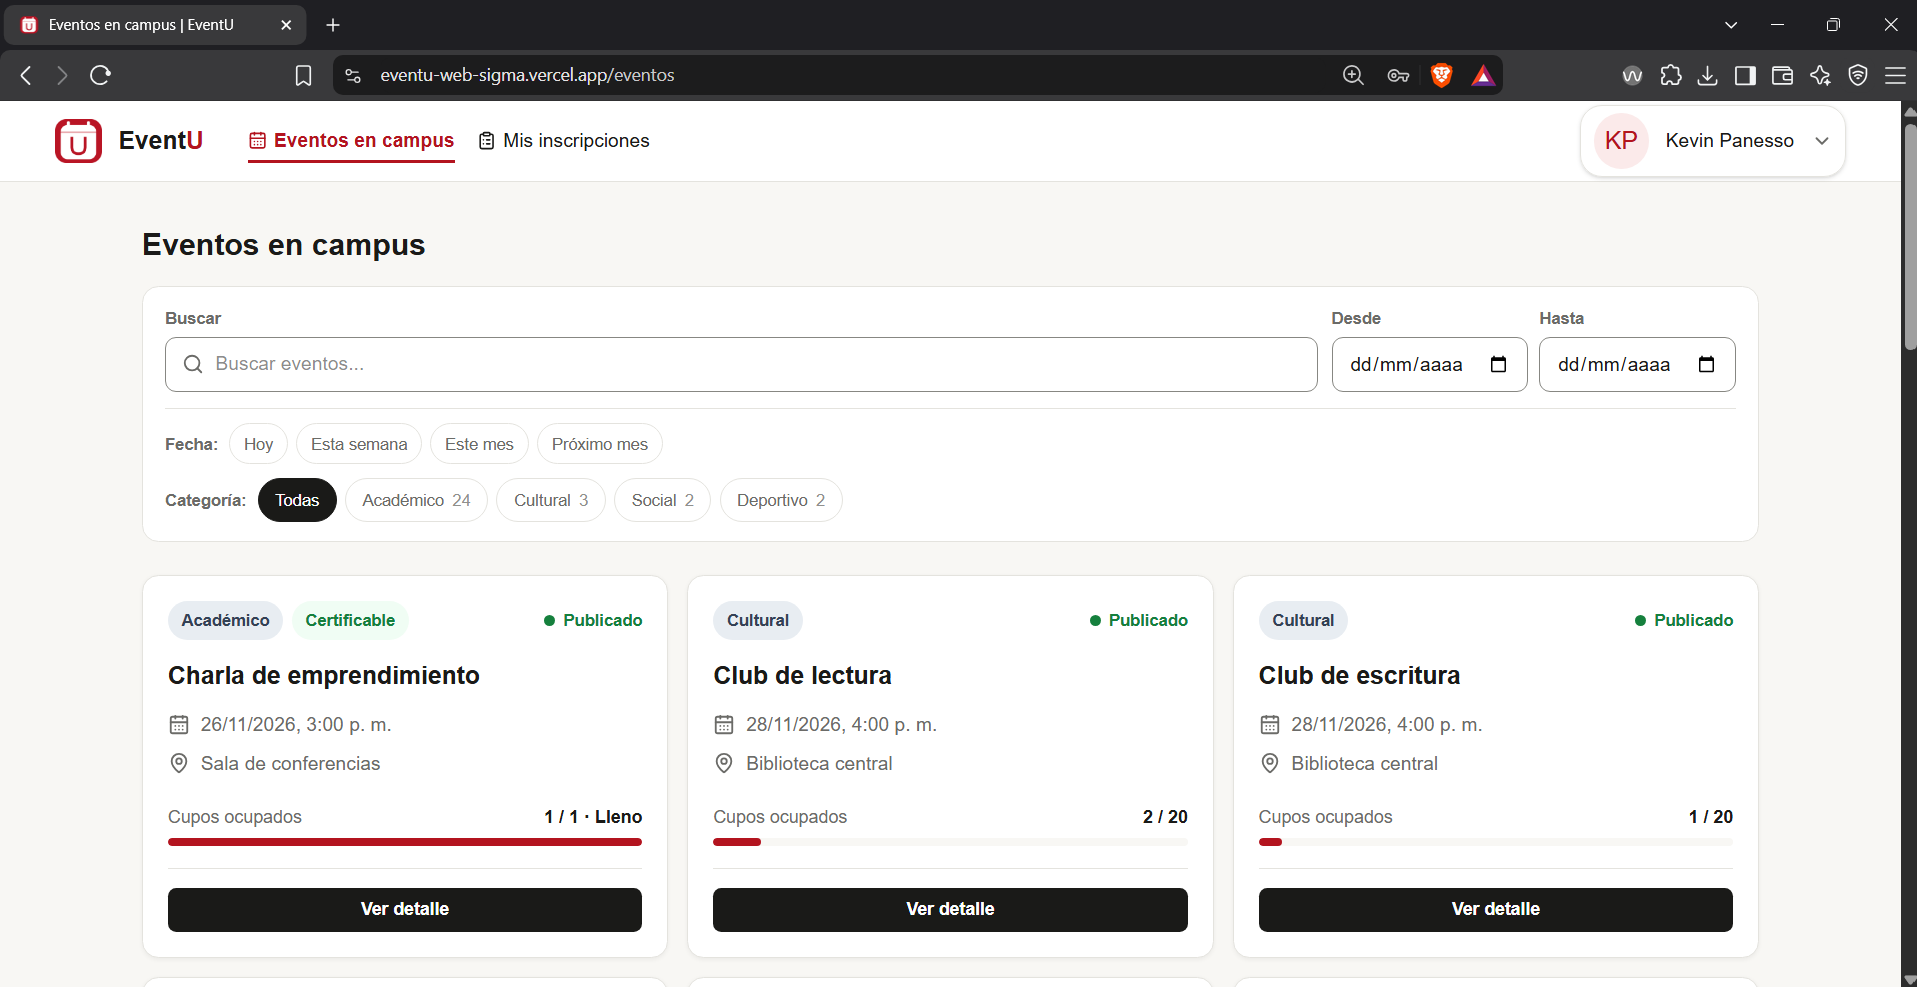 Eventos en campus | EventU
eventu-web-sigma.vercel.app/eventos
U EventU Eventos en campus Mis inscripciones KP Kevin Panesso
Eventos en campus
Buscar Desde Hasta
Buscar eventos... dd/mm/aaaa dd/mm/aaaa
Fecha: Hoy Esta semana Este mes Próximo mes
Categoría: Todas Académico 24 Cultural 3 Social 2 Deportivo 2
Académico Certificable Publicado
Charla de emprendimiento
26/11/2026, 3:00 p. m.
Sala de conferencias
Cupos ocupados 1 / 1 · Lleno
Ver detalle
Cultural Publicado
Club de lectura
28/11/2026, 4:00 p. m.
Biblioteca central
Cupos ocupados 2 / 20
Ver detalle
Cultural Publicado
Club de escritura
28/11/2026, 4:00 p. m.
Biblioteca central
Cupos ocupados 1 / 20
Ver detalle